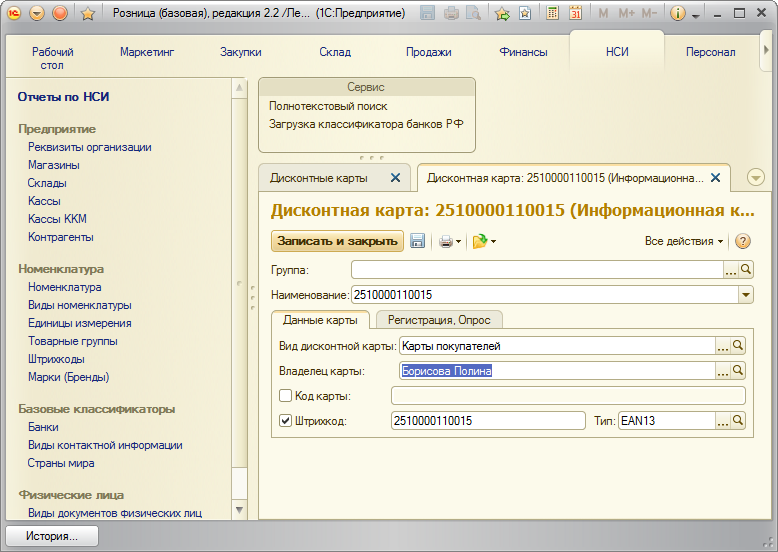 Розница (базовая), редакция 2.2 /Ле... (1С:Предприятие)
M M+ M-
Рабочий стол
Маркетинг
Закупки
Склад
Продажи
Финансы
НСИ
Персонал
Отчеты по НСИ
Предприятие
Реквизиты организации
Магазины
Склады
Кассы
Кассы ККМ
Контрагенты
Номенклатура
Номенклатура
Виды номенклатуры
Единицы измерения
Товарные группы
Штрихкоды
Марки (Бренды)
Базовые классификаторы
Банки
Виды контактной информации
Страны мира
Физические лица
Виды документов физических лиц
Сервис
Полнотекстовый поиск
Загрузка классификатора банков РФ
Дисконтные карты
Дисконтная карта: 2510000110015 (Информационна...
Дисконтная карта: 2510000110015 (Информационная к...
Записать и закрыть
Все действия
Группа:
Наименование: 2510000110015
Данные карты
Регистрация, Опрос
Вид дисконтной карты: Карты покупателей
Владелец карты: Борисова Полина
Код карты:
Штрихкод: 2510000110015 Тип: EAN13
История...